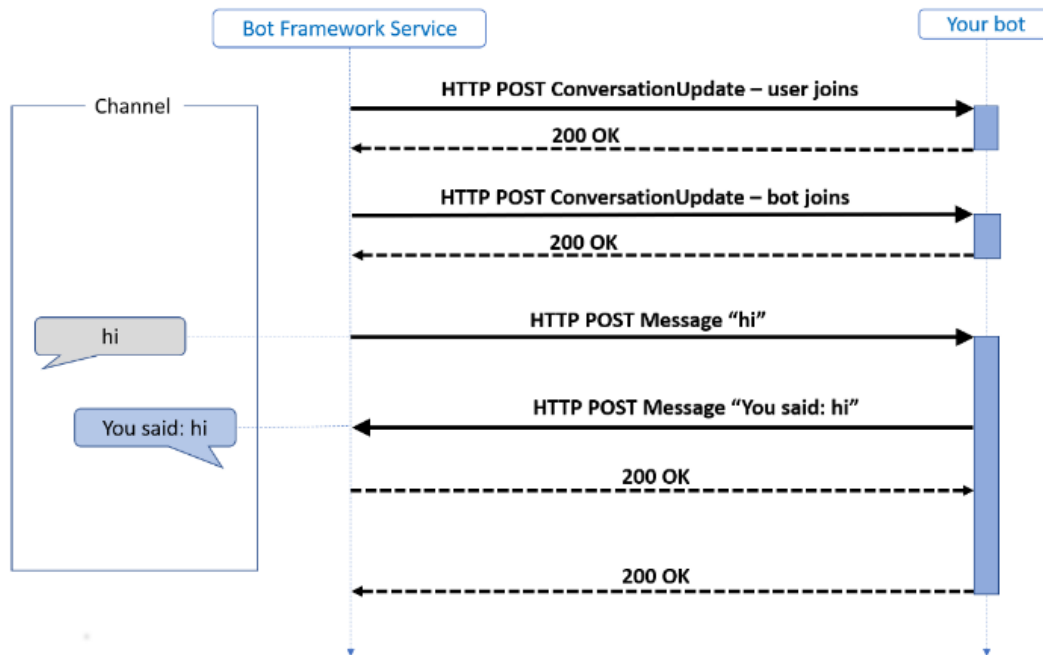 Bot Framework Service
Your bot
HTTP POST ConversationUpdate – user joins
Channel
200 OK
HTTP POST ConversationUpdate – bot joins
200 OK
HTTP POST Message “hi”
hi
HTTP POST Message “You said: hi”
You said: hi
200 OK
200 OK